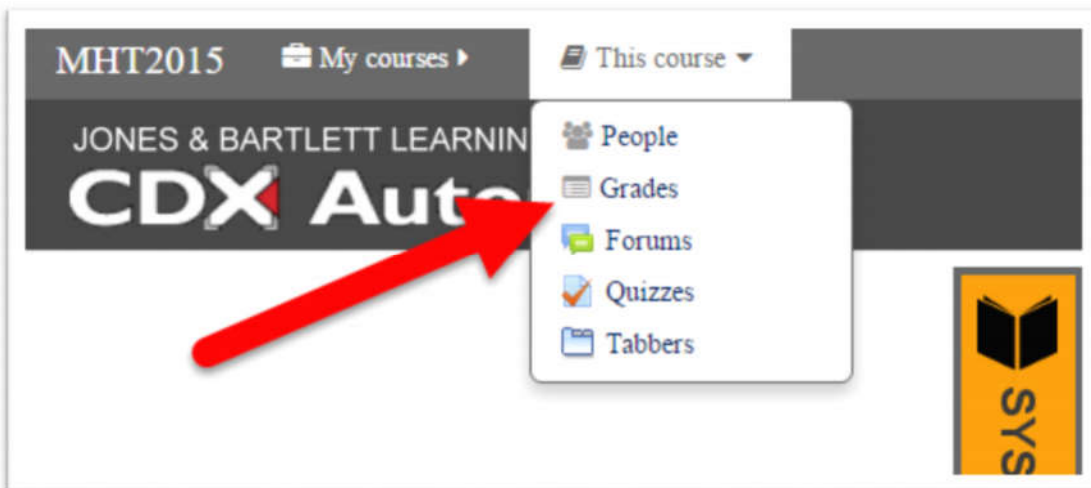 MHT2015 My courses This course
JONES & BARTLETT LEARNIN
CDX Auto
People
Grades
Forums
Quizzes
Tabbers
SYS